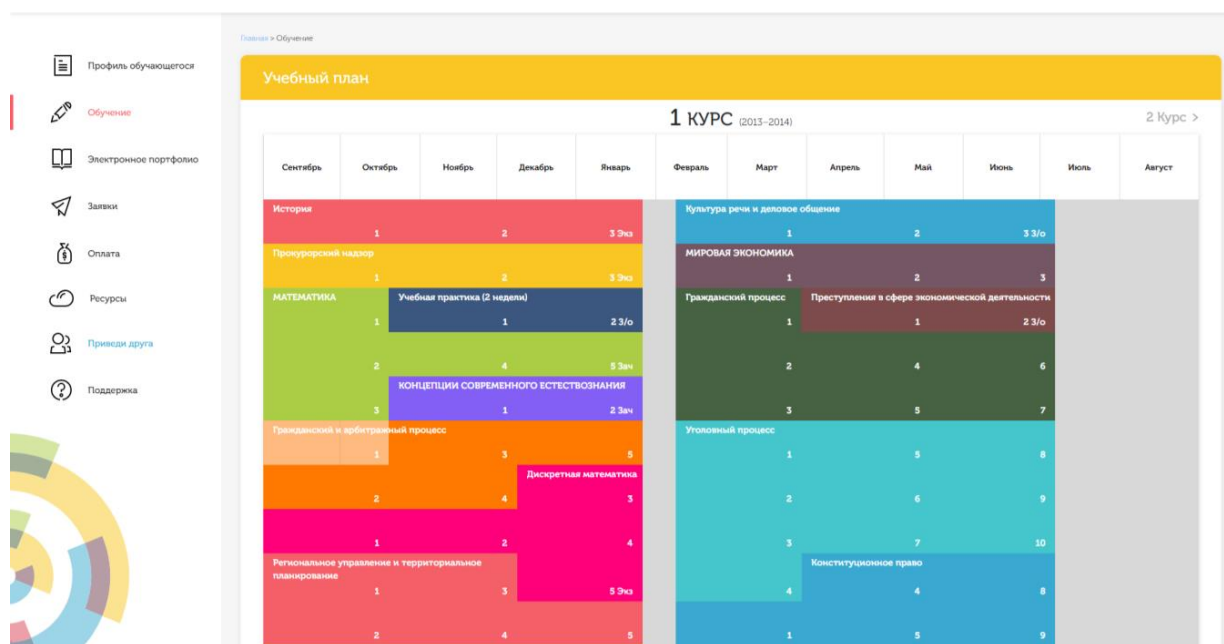 Главная > Обучение
Профиль обучающегося
Обучение
Электронное портфолио
Заявки
Оплата
Ресурсы
Приведи друга
Поддержка
Учебный план
1 КУРС (2013-2014)
2 Курс >
Сентябрь Октябрь Ноябрь Декабрь Январь Февраль Март Апрель Май Июнь Июль Август
История Культура речи и деловое общение
1 2 3 Экз 1 2 3 З/о
Прокурорский надзор МИРОВАЯ ЭКОНОМИКА
1 2 3 Экз 1 2 3
МАТЕМАТИКА Учебная практика (2 недели) Гражданский процесс Преступления в сфере экономической деятельности
1 1 2 З/о 1 1 2 З/о
2 4 5 Зач 2 4 6
КОНЦЕПЦИИ СОВРЕМЕННОГО ЕСТЕСТВОЗНАНИЯ
3 1 2 Зач 3 5 7
Гражданский и арбитражный процесс Уголовный процесс
1 3 5 1 5 8
Дискретная математика
2 4 3 2 6 9
1 2 4 3 7 10
Региональное управление и территориальное Конституционное право
планирование
1 3 5 Экз 4 4 8
2 4 5 1 5 9